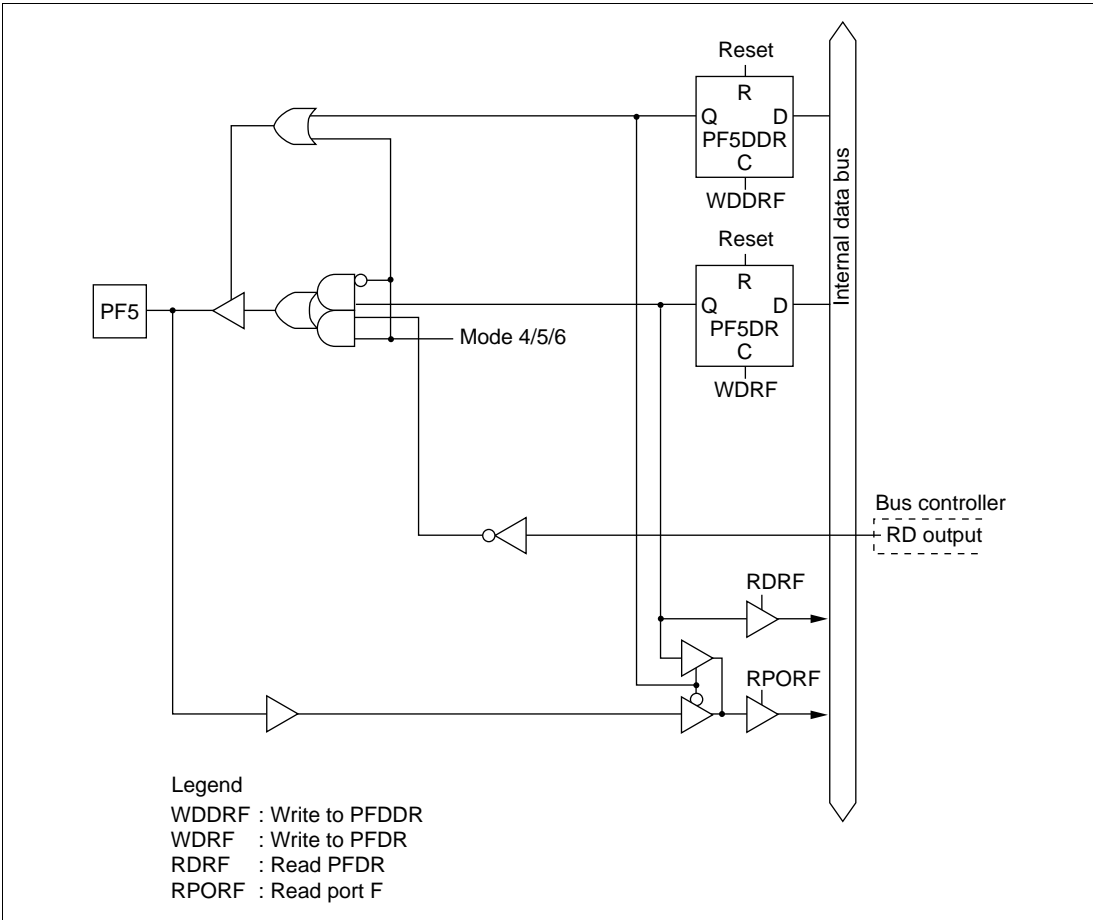 Reset
R
Q D
PF5DDR
C
WDDRF
Internal data bus
Reset
R
Q D
PF5DR
C
WDRF
PF5
Mode 4/5/6
Bus controller
RD output
RDRF
RPORF
Legend
WDDRF : Write to PFDDR
WDRF : Write to PFDR
RDRF : Read PFDR
RPORF : Read port F